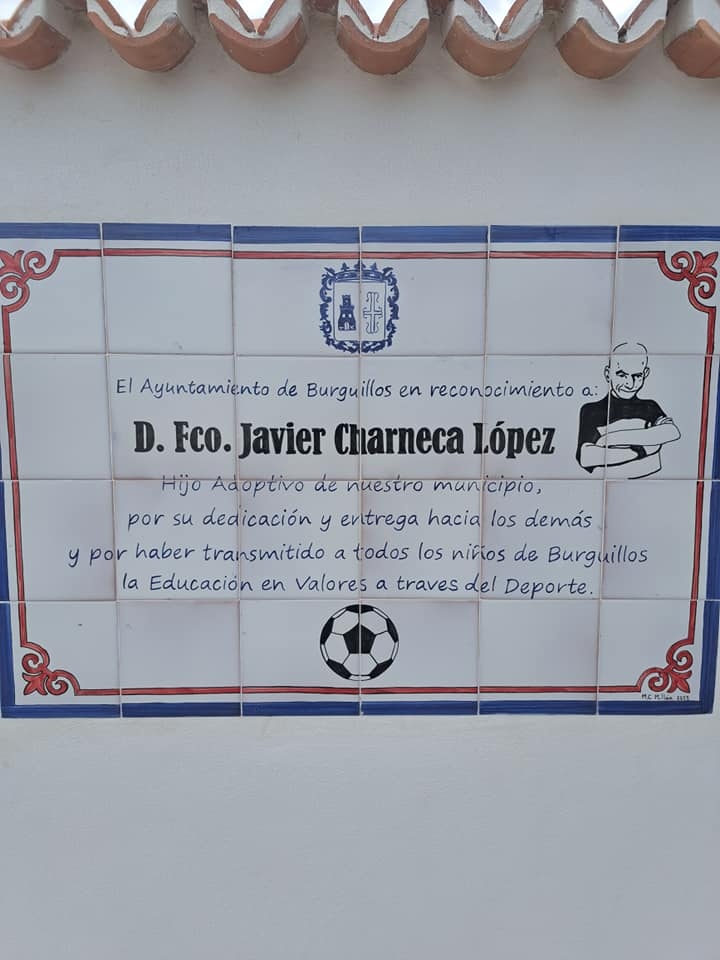 El Ayuntamiento de Burguillos en reconocimiento a:
D. Fco. Javier Charneca López
Hijo Adoptivo de nuestro municipio,
por su dedicación y entrega hacia los demás
y por haber transmitido a todos los niños de Burguillos
la Educación en Valores a traves del Deporte.
M.C. Millán